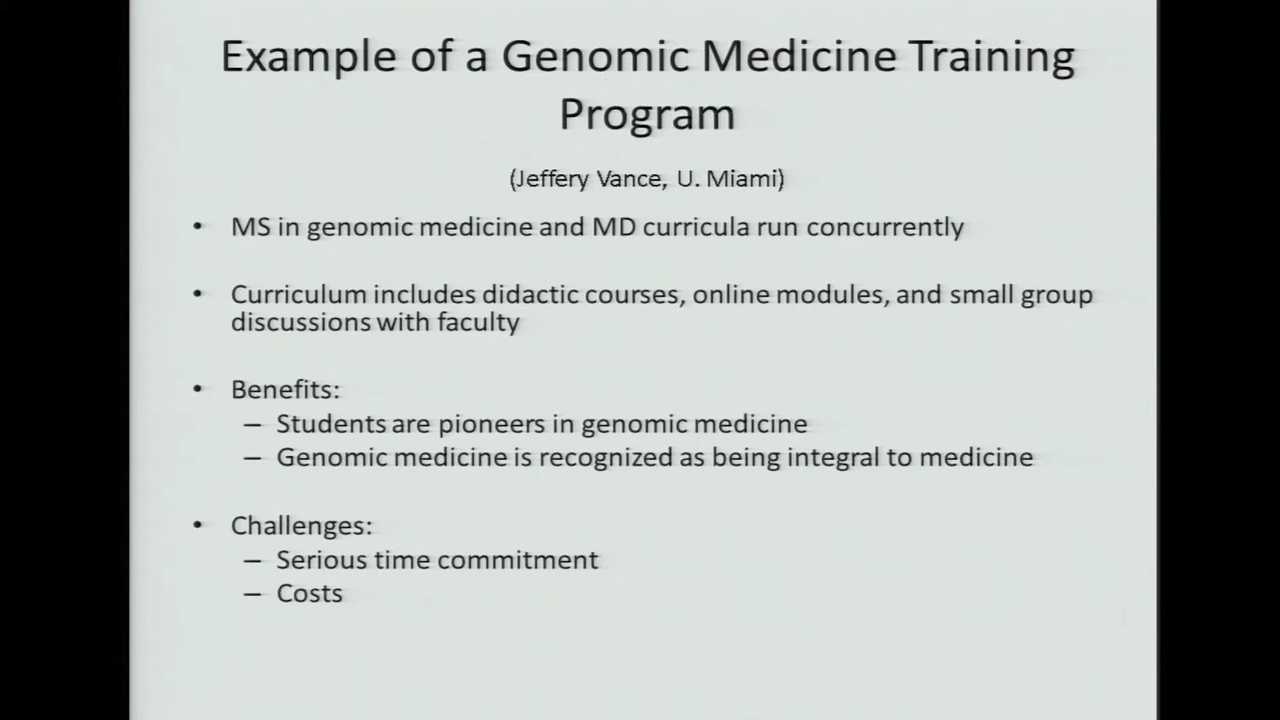 Example of a Genomic Medicine Training
Program
(Jeffery Vance, U. Miami)
• MS in genomic medicine and MD curricula run concurrently
• Curriculum includes didactic courses, online modules, and small group
discussions with faculty
• Benefits:
– Students are pioneers in genomic medicine
– Genomic medicine is recognized as being integral to medicine
• Challenges:
– Serious time commitment
– Costs